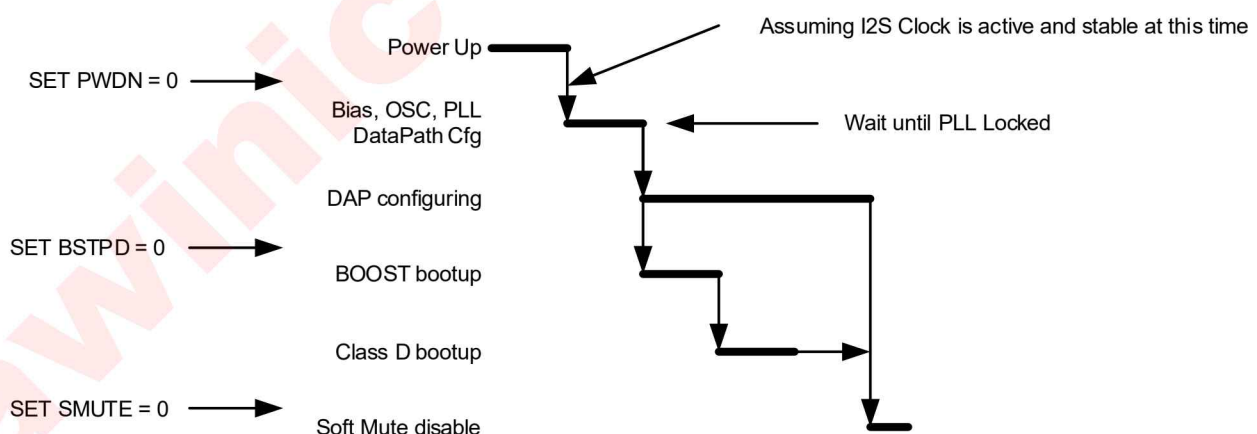 Assuming I2S Clock is active and stable at this time
Power Up
SET PWDN = 0
Bias, OSC, PLL
DataPath Cfg
Wait until PLL Locked
DAP configuring
SET BSTPD = 0
BOOST bootup
Class D bootup
SET SMUTE = 0
Soft Mute disable
awinic